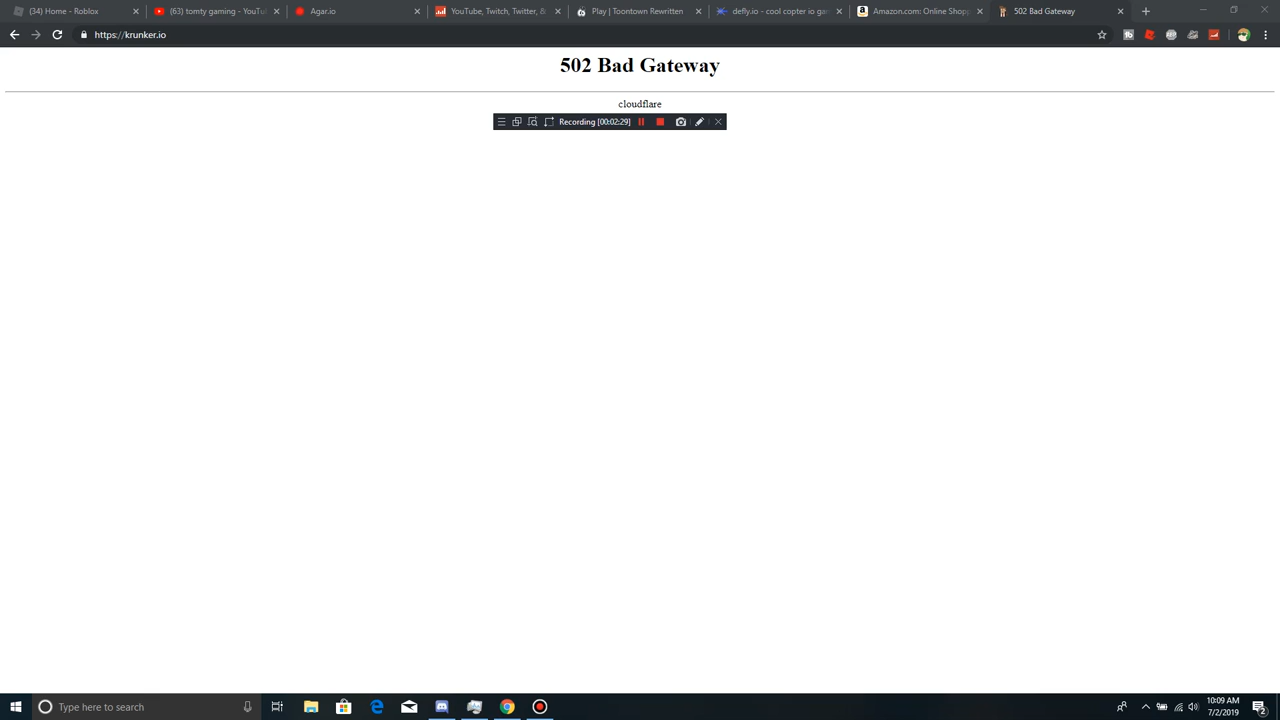 (34) Home - Roblox
(63) tomty gaming - YouTu
Agar.io
YouTube, Twitch, Twitter, &
Play | Toontown Rewritten
defly.io - cool copter io ga
Amazon.com: Online Shopp
502 Bad Gateway
https://krunker.io
502 Bad Gateway
cloudflare
Recording [00:02:29]
Type here to search
10:09 AM
7/2/2019
2